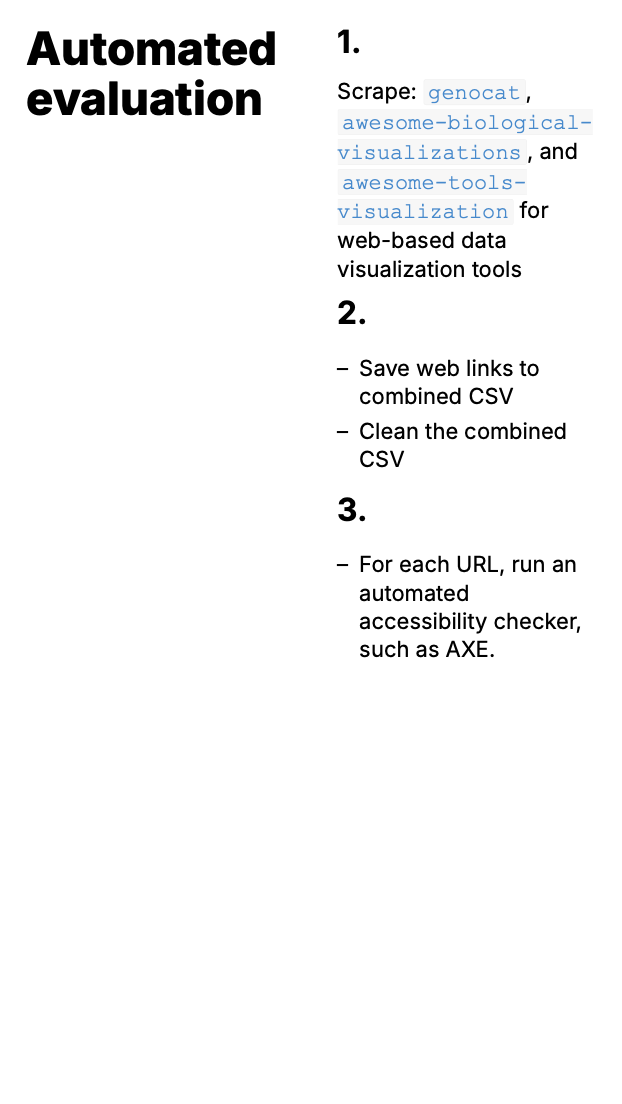 Automated
evaluation
1.
Scrape: genocat,
awesome-biological-
visualizations, and
awesome-tools-
visualization for
web-based data
visualization tools
2.
– Save web links to
combined CSV
– Clean the combined
CSV
3.
– For each URL, run an
automated
accessibility checker,
such as AXE.